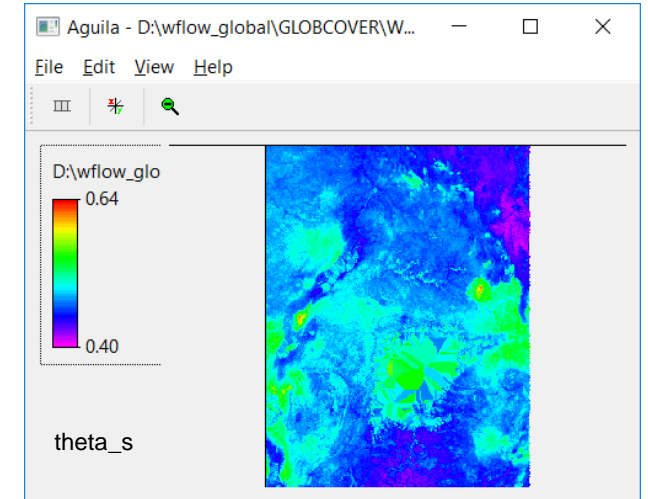 Aguila - D:\wflow_global\GLOBCOVER\W...
File Edit View Help
D:\wflow_glo
0.64
0.40
theta_s